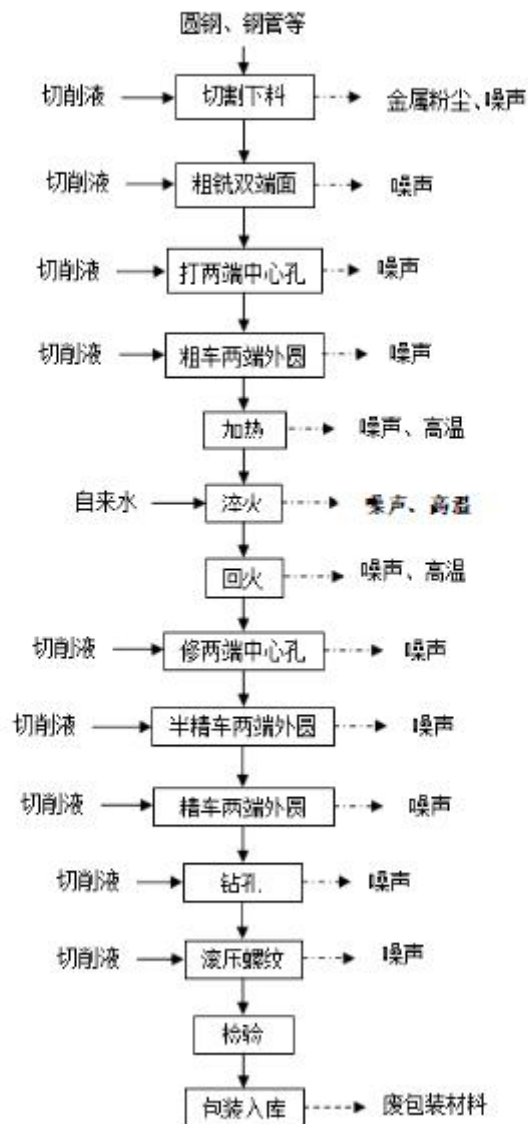 圆钢、钢管等
切削液 切割下料 金属粉尘、噪声
切削液 粗铣双端面 噪声
切削液 打两端中心孔 噪声
切削液 粗车两端外圆 噪声
加热 噪声、高温
自来水 淬火 噪声、高温
回火 噪声、高温
切削液 修两端中心孔 噪声
切削液 半精车两端外圆 噪声
切削液 精车两端外圆 噪声
切削液 钻孔 噪声
切削液 滚压螺纹 噪声
检验
包装入库 废包装材料